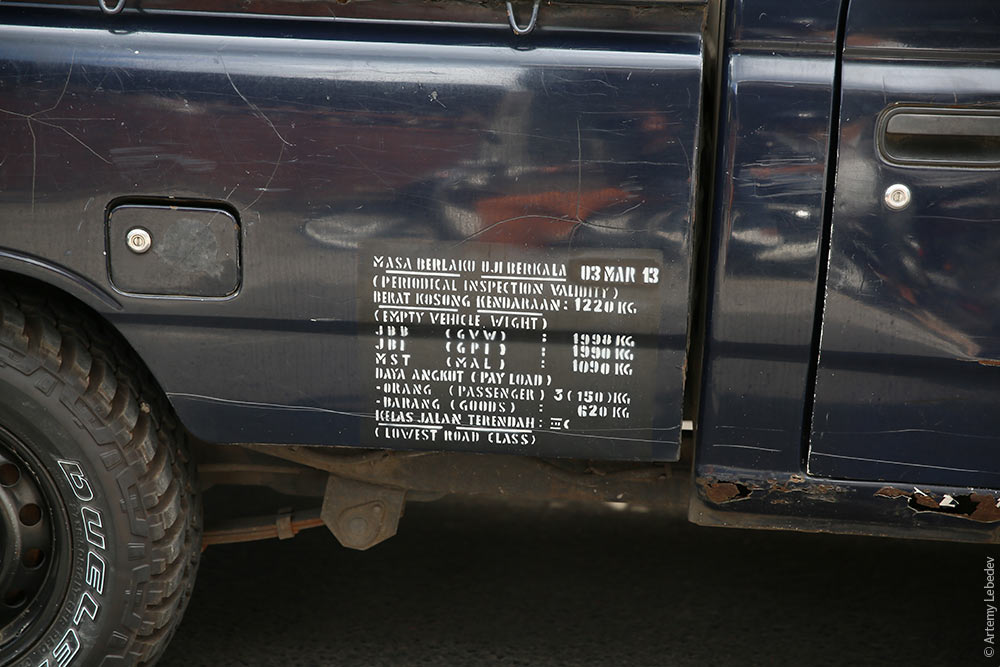 MASA BERLAKU UJI BERKALA 03 MAR 13
(PERIODICAL INSPECTION VALIDITY)
BERAT KOSONG KENDARAAN: 1220 KG
(EMPTY VEHICLE. WIGHT)
JBB (GVW) : 1998 KG
JBI (GPI) : 1990 KG
MST (MAL) : 1090 KG
DAYA ANGKUT (PAY LOAD)
-ORANG (PASSENGER) 3 (150) KG
-BARANG (GOODS) : 620 KG
KELAS JALAN TERENDAH : III C
(LOWEST ROAD CLASS)
DUELE
© Artemy Lebedev